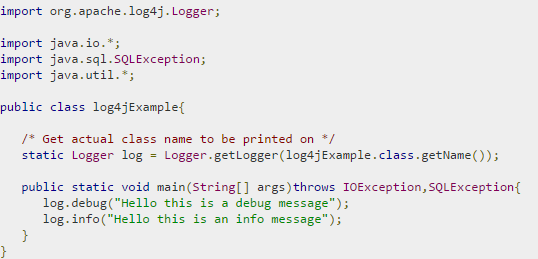 import org.apache.log4j.Logger;
import java.io.*;
import java.sql.SQLException;
import java.util.*;
public class log4jExample{
/* Get actual class name to be printed on */
static Logger log = Logger.getLogger(log4jExample.class.getName());
public static void main(String[] args)throws IOException,SQLException{
log.debug("Hello this is a debug message");
log.info("Hello this is an info message");
}
}